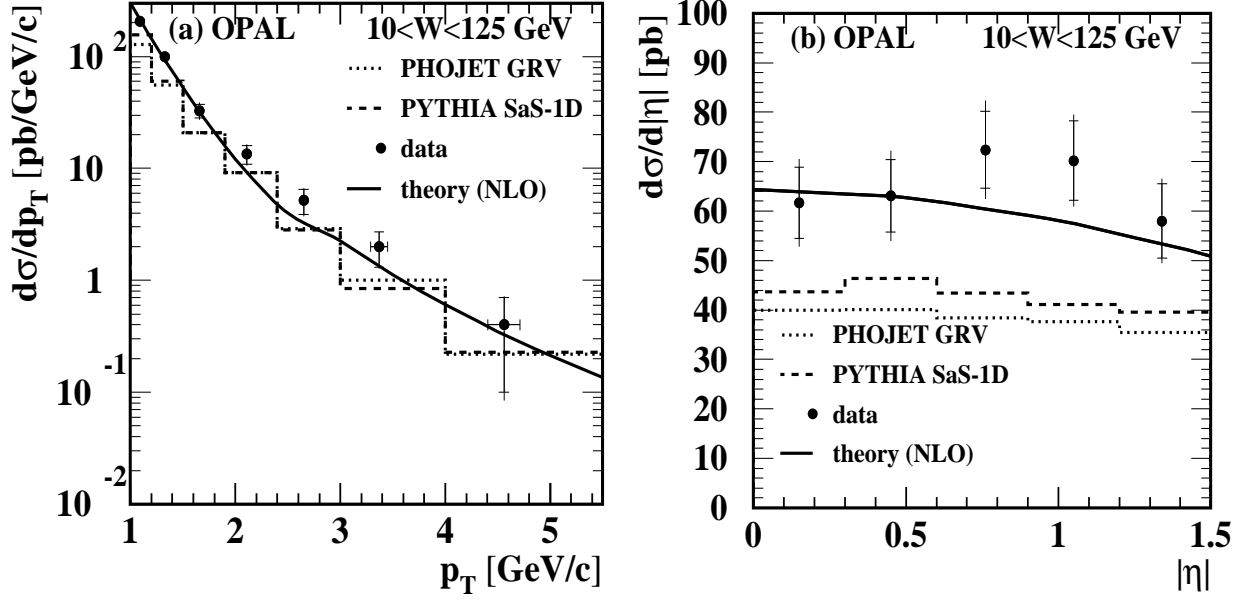 (a) OPAL 10<W<125 GeV
PHOJET GRV
PYTHIA SaS-1D
data
theory (NLO)
dσ/dp_T [pb/GeV/c]
10^2
10
1
10^-1
10^-2
1 2 3 4 5
p_T [GeV/c]
(b) OPAL 10<W<125 GeV
PHOJET GRV
PYTHIA SaS-1D
data
theory (NLO)
dσ/d|η| [pb]
100
90
80
70
60
50
40
30
20
10
0
0 0.5 1 1.5
|η|